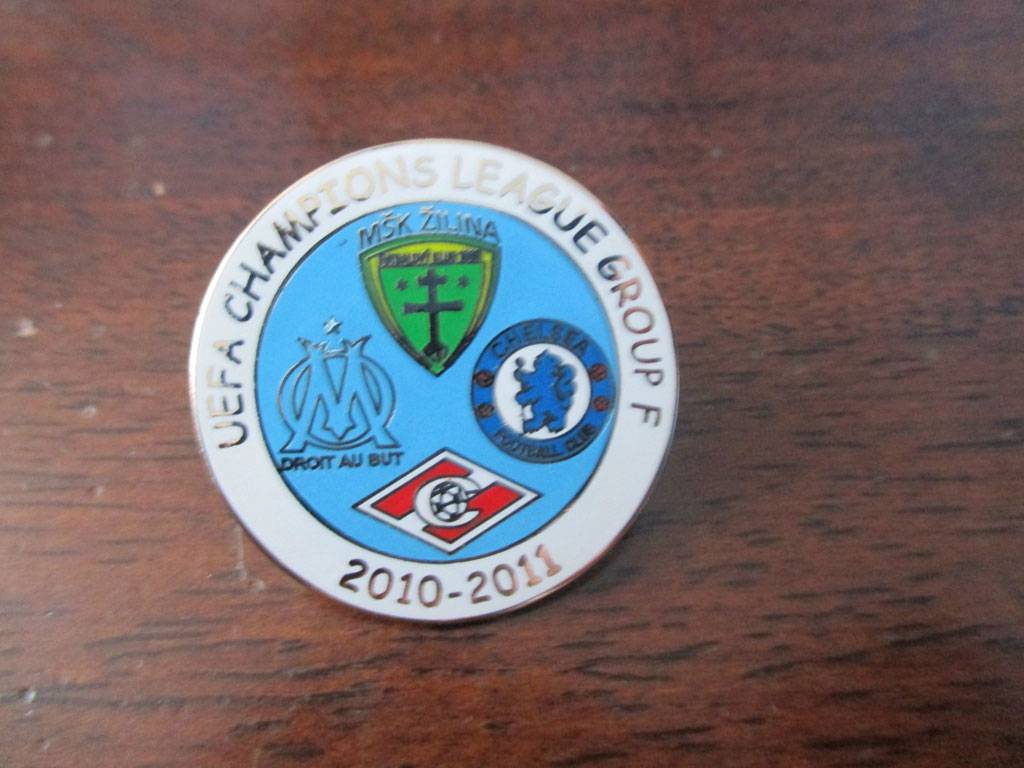 UEFA CHAMPIONS LEAGUE GROUP F
MŠK ŽILINA
CHELSEA
FOOTBALL CLUB
DROIT AU BUT
2010-2011